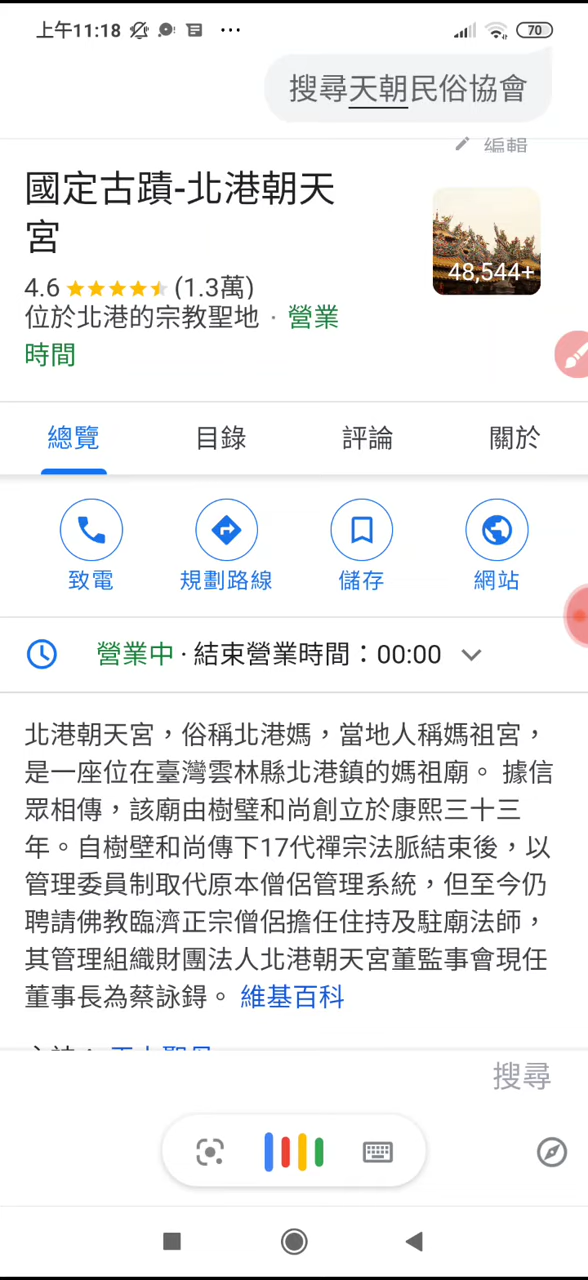 上午11:18
70
搜尋天朝民俗協會
編輯
國定古蹟-北港朝天
宮
48,544+
4.6 (1.3萬)
位於北港的宗教聖地 · 營業
時間
總覽 目錄 評論 關於
致電 規劃路線 儲存 網站
營業中 · 結束營業時間：00:00
北港朝天宮，俗稱北港媽，當地人稱媽祖宮，
是一座位在臺灣雲林縣北港鎮的媽祖廟。 據信
眾相傳，該廟由樹璧和尚創立於康熙三十三
年。自樹壁和尚傳下17代禪宗法脈結束後，以
管理委員制取代原本僧侶管理系統，但至今仍
聘請佛教臨濟正宗僧侶擔任住持及駐廟法師，
其管理組織財團法人北港朝天宮董監事會現任
董事長為蔡詠鍀。 維基百科
搜尋